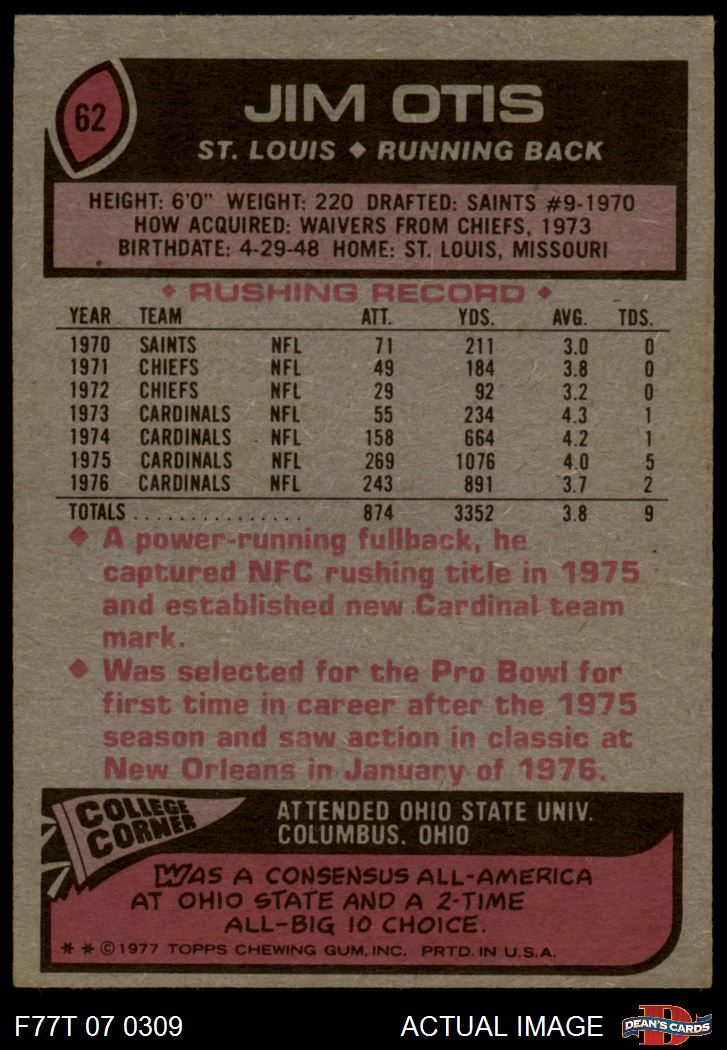 62
JIM OTIS
ST. LOUIS ◆ RUNNING BACK
HEIGHT: 6'0" WEIGHT: 220 DRAFTED: SAINTS #9-1970
HOW ACQUIRED: WAIVERS FROM CHIEFS, 1973
BIRTHDATE: 4-29-48 HOME: ST. LOUIS, MISSOURI
◆ RUSHING RECORD ◆
YEAR TEAM ATT. YDS. AVG. TDS.
1970 SAINTS NFL 71 211 3.0 0
1971 CHIEFS NFL 49 184 3.8 0
1972 CHIEFS NFL 29 92 3.2 0
1973 CARDINALS NFL 55 234 4.3 1
1974 CARDINALS NFL 158 664 4.2 1
1975 CARDINALS NFL 269 1076 4.0 5
1976 CARDINALS NFL 243 891 3.7 2
TOTALS ................ 874 3352 3.8 9
◆ A power-running fullback, he
captured NFC rushing title in 1975
and established new Cardinal team
mark.
◆ Was selected for the Pro Bowl for
first time in career after the 1975
season and saw action in classic at
New Orleans in January of 1976.
COLLEGE
CORNER
ATTENDED OHIO STATE UNIV.
COLUMBUS, OHIO
WAS A CONSENSUS ALL-AMERICA
AT OHIO STATE AND A 2-TIME
ALL-BIG 10 CHOICE.
* * © 1977 TOPPS CHEWING GUM, INC. PRTD. IN U.S.A.
F77T 07 0309 ACTUAL IMAGE
D
DEAN'S CARDS